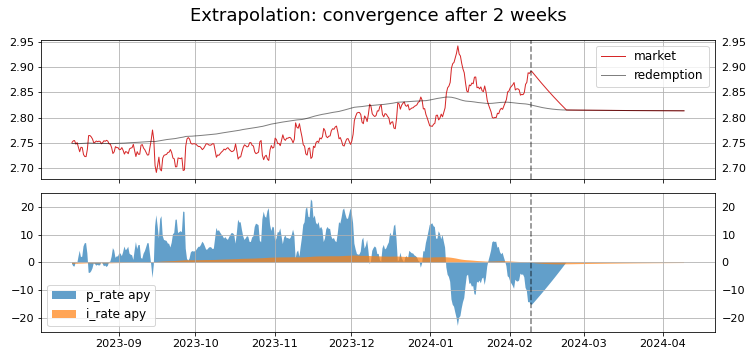 Extrapolation: convergence after 2 weeks
2.95 2.95
2.90 2.90
2.85 2.85
2.80 2.80
2.75 2.75
2.70 2.70
market
redemption
20 20
10 10
0 0
−10 −10
−20 −20
p_rate apy
i_rate apy
2023-09 2023-10 2023-11 2023-12 2024-01 2024-02 2024-03 2024-04